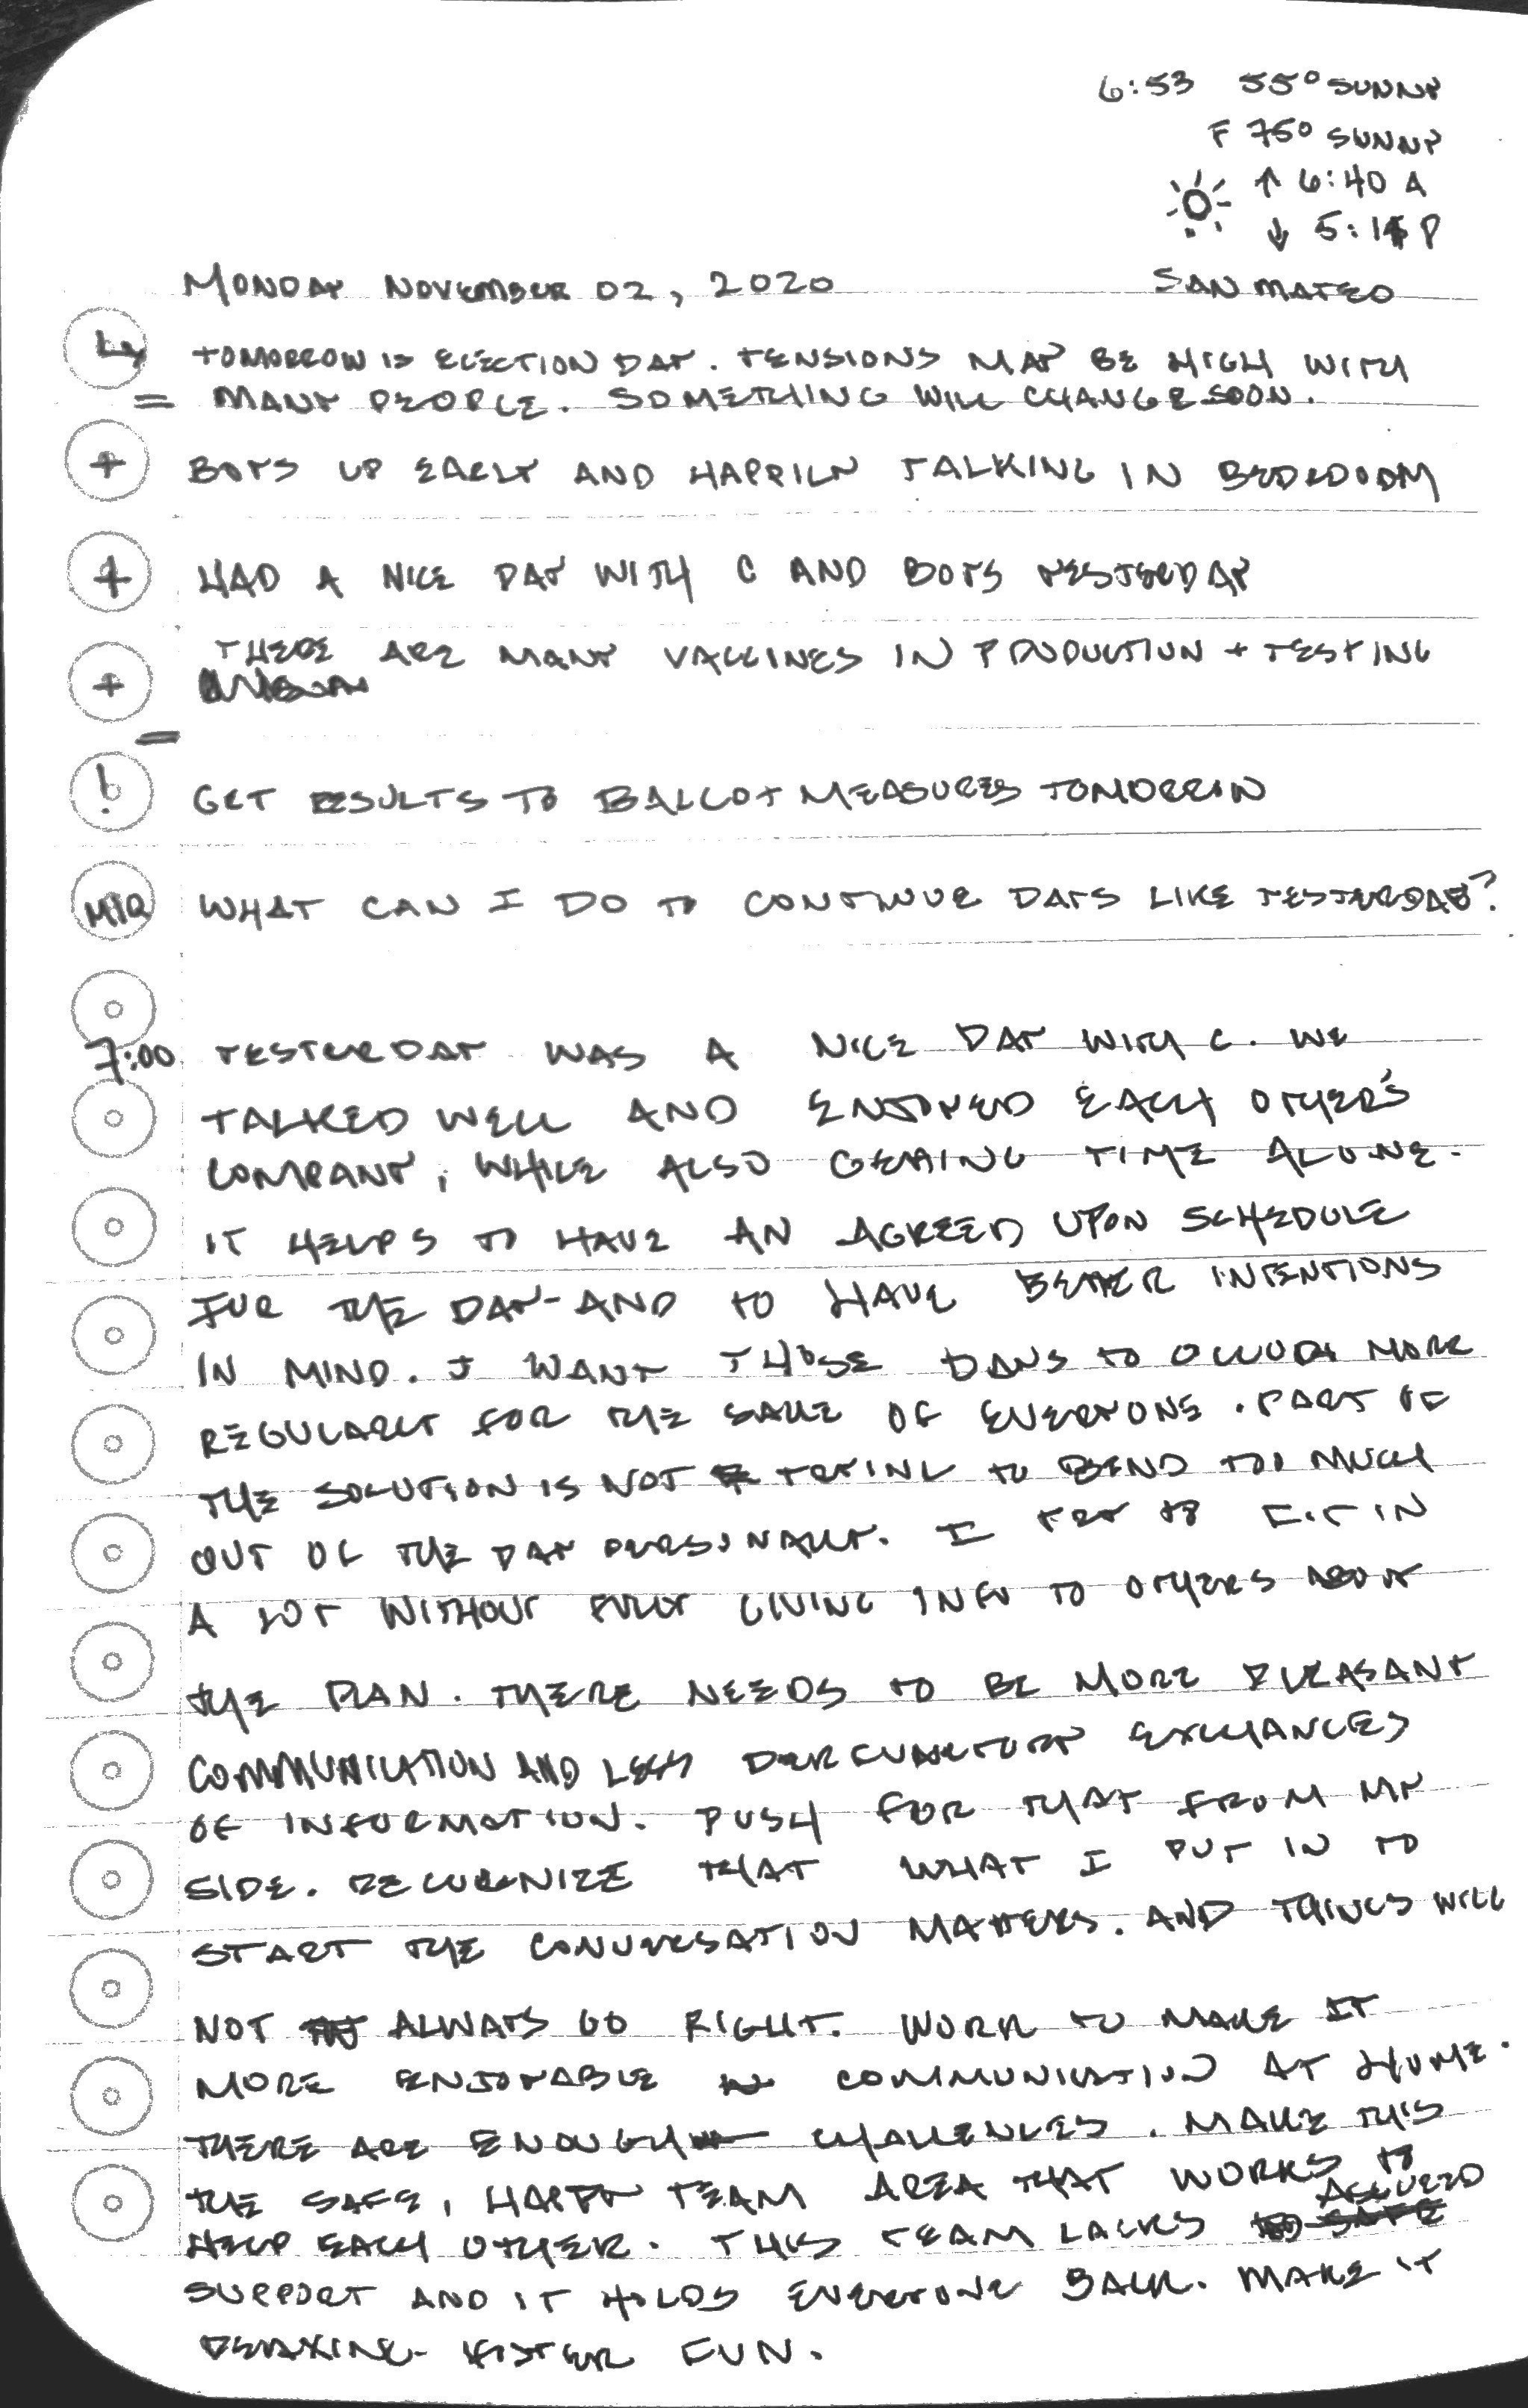 6:53 55° SUNNY
F 75° SUNNY
↑ 6:40 A
↓ 5:1 P
MONDAY NOVEMBER 02, 2020 SAN MATEO
TOMORROW IS ELECTION DAY. TENSIONS MAY BE HIGH WITH
= MANY PEOPLE. SOMETHING WILL CHANGE SOON.
+ BOYS UP EARLY AND HAPPILY TALKING IN BEDROOM
+ HAD A NICE DAY WITH C AND BOYS YESTERDAY
+ THERE ARE MANY VACCINES IN PRODUCTION + TESTING
=
! GET RESULTS TO BALLOT MEASURES TOMORROW
MIQ WHAT CAN I DO TO CONTINUE DAYS LIKE YESTERDAY?
7:00 YESTERDAY WAS A NICE DAY WITH C. WE
TALKED WELL AND ENJOYED EACH OTHER'S
COMPANY, WHILE ALSO GETTING TIME ALONE.
IT HELPS TO HAVE AN AGREED UPON SCHEDULE
FOR THE DAY - AND TO HAVE BETTER INTENTIONS
IN MIND. I WANT THOSE DAYS TO OCCUR MORE
REGULARLY FOR THE SAKE OF EVERYONE. PART OF
THE SOLUTION IS NOT TRYING TO BEND TOO MUCH
OUT OF THE DAY PERSONALLY. I TRY TO FIT IN
A LOT WITHOUT FULLY GIVING INFO TO OTHERS ABOUT
THE PLAN. THERE NEEDS TO BE MORE PLEASANT
COMMUNICATION AND LESS EXCHANGES
OF INFORMATION. PUSH FOR THAT FROM MY
SIDE. RECOGNIZE THAT WHAT I PUT IN TO
START THE CONVERSATION MATTERS. AND THINGS WILL
NOT ALWAYS GO RIGHT. WORK TO MAKE IT
MORE ENJOYABLE COMMUNICATION AT HOME.
THERE ARE ENOUGH CHALLENGES. MAKE THIS
THE SAFE, HAPPY TEAM AREA THAT WORKS TO
HELP EACH OTHER. THIS TEAM LACKS ASSURED
SUPPORT AND IT HOLDS EVERYONE BACK. MAKE IT
RELAXING. FOSTER FUN.